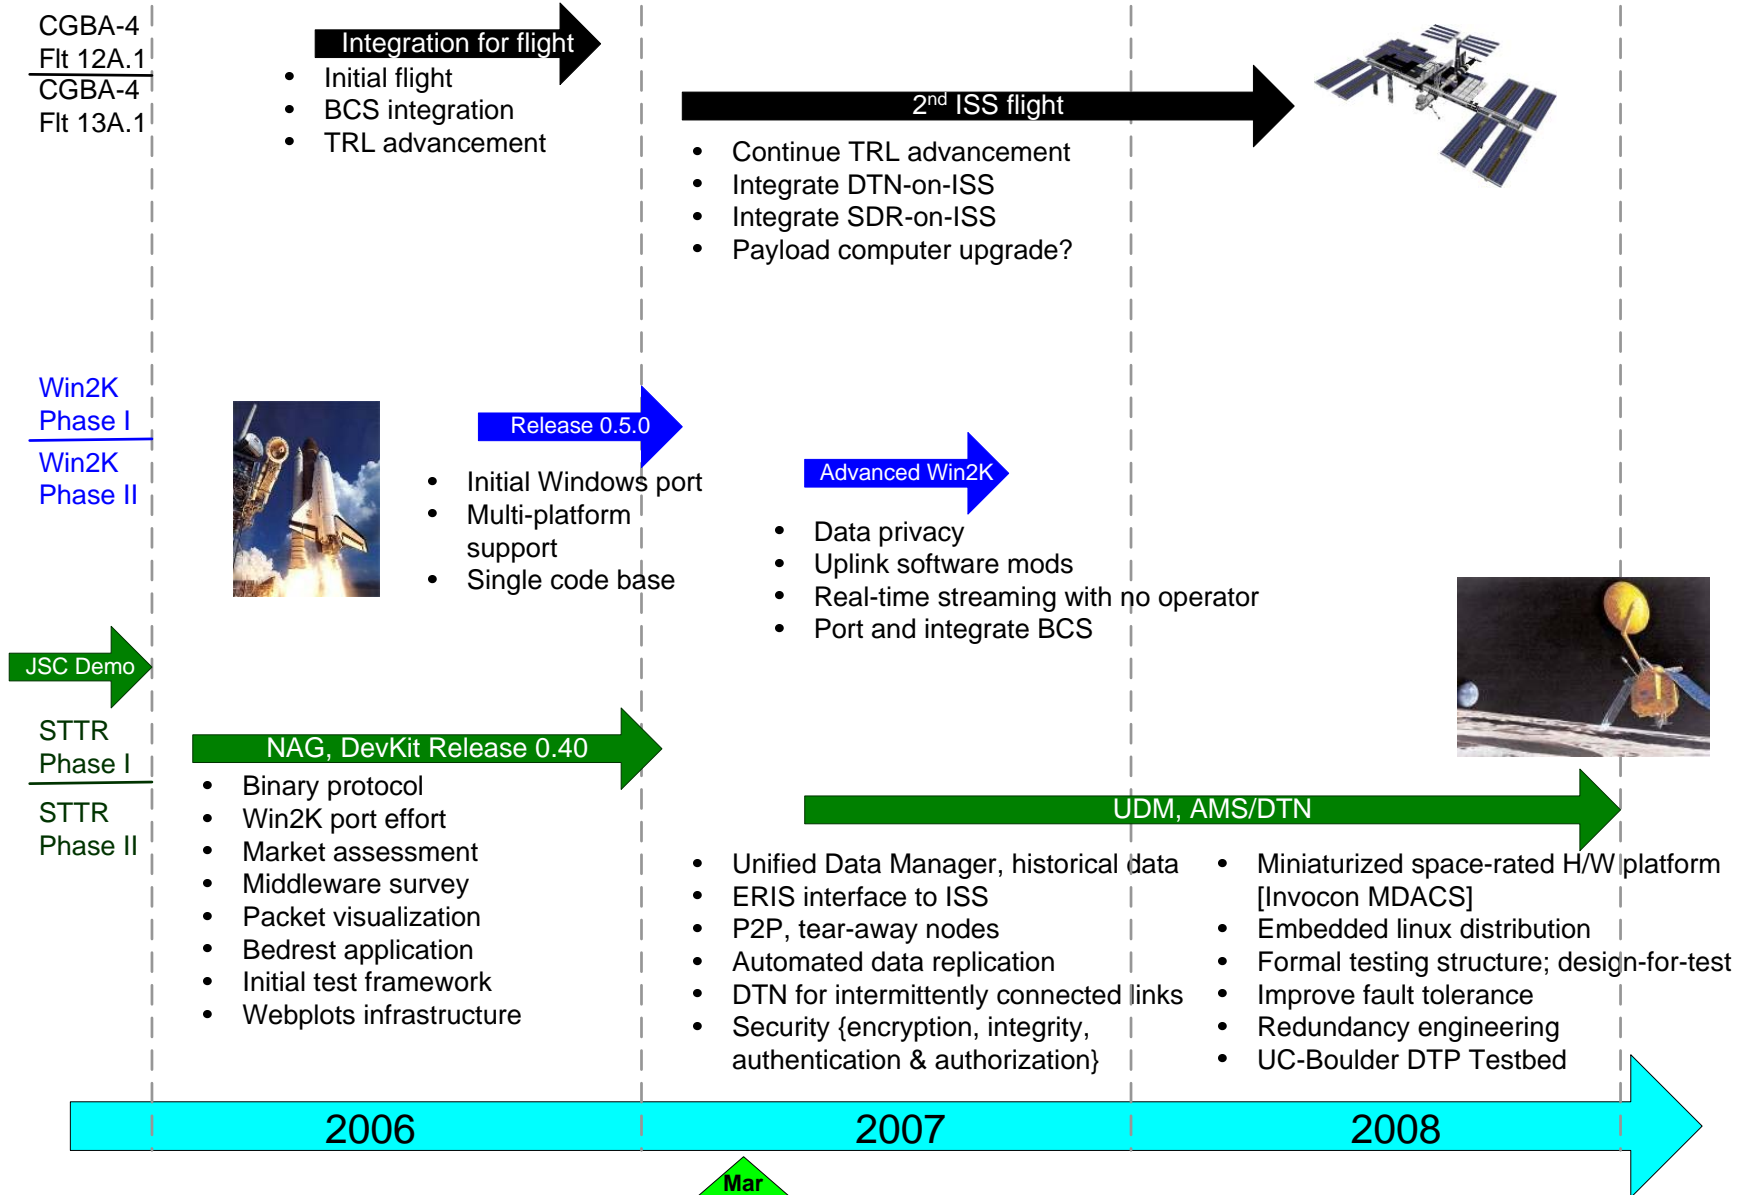 CGBA-4
Flt 12A.1
CGBA-4
Flt 13A.1
Integration for flight
• Initial flight
• BCS integration
• TRL advancement
2nd ISS flight
• Continue TRL advancement
• Integrate DTN-on-ISS
• Integrate SDR-on-ISS
• Payload computer upgrade?
Win2K
Phase I
Win2K
Phase II
Release 0.5.0
• Initial Windows port
• Multi-platform
support
• Single code base
Advanced Win2K
• Data privacy
• Uplink software mods
• Real-time streaming with no operator
• Port and integrate BCS
JSC Demo
STTR
Phase I
STTR
Phase II
NAG, DevKit Release 0.40
• Binary protocol
• Win2K port effort
• Market assessment
• Middleware survey
• Packet visualization
• Bedrest application
• Initial test framework
• Webplots infrastructure
UDM, AMS/DTN
• Unified Data Manager, historical data
• ERIS interface to ISS
• P2P, tear-away nodes
• Automated data replication
• DTN for intermittently connected links
• Security {encryption, integrity,
authentication & authorization}
• Miniaturized space-rated H/W platform
[Invocon MDACS]
• Embedded linux distribution
• Formal testing structure; design-for-test
• Improve fault tolerance
• Redundancy engineering
• UC-Boulder DTP Testbed
2006
2007
2008
Mar